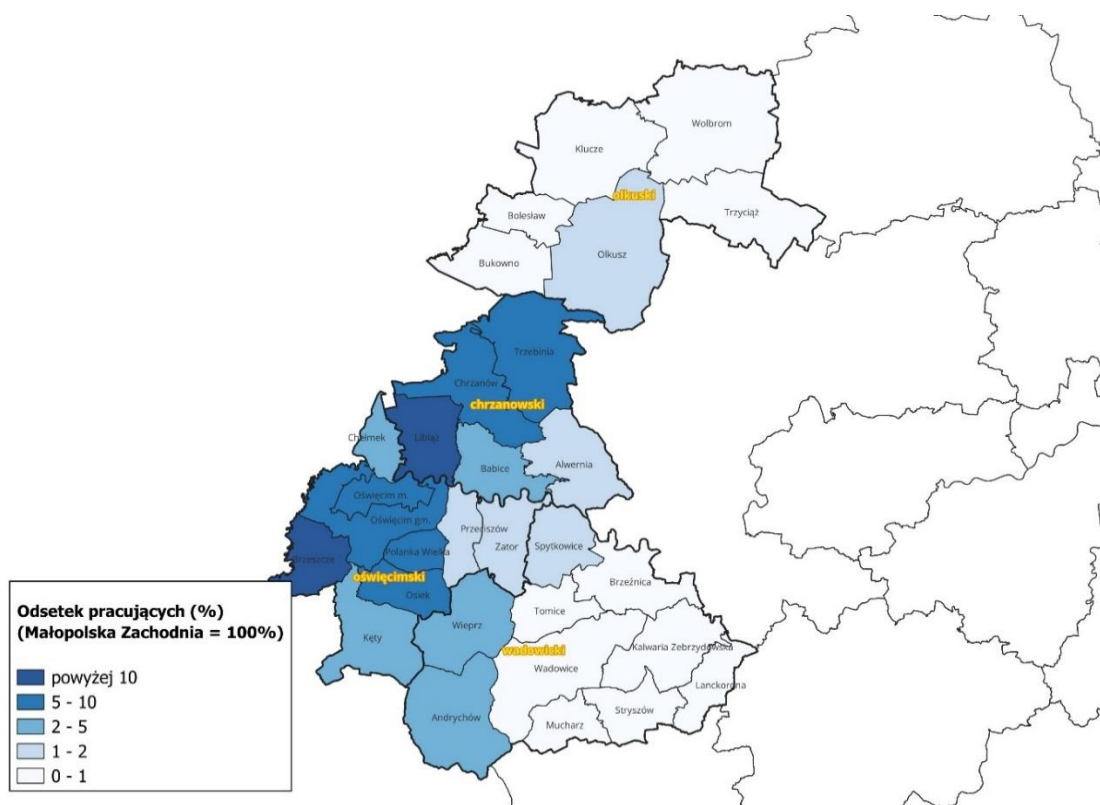 Wolbrom
Klucze
olkuski
Bolesław
Trzyciąż
Olkusz
Bukowno
Trzebinia
Chrzanów
chrzanowski
Chełmek
Libiąż
Babice
Alwernia
Oświęcim m.
Oświęcim gm.
Przeciszów
Zator
Spytkowice
Polanka Wielka
Brzeszcze
oświęcimski
Osiek
Brzeźnica
Tomice
Wieprz
Kęty
wadowicki
Kalwaria Zebrzydowska
Wadowice
Lanckorona
Stryszów
Andrychów
Mucharz
Odsetek pracujących (%)
(Małopolska Zachodnia = 100%)
powyżej 10
5 - 10
2 - 5
1 - 2
0 - 1